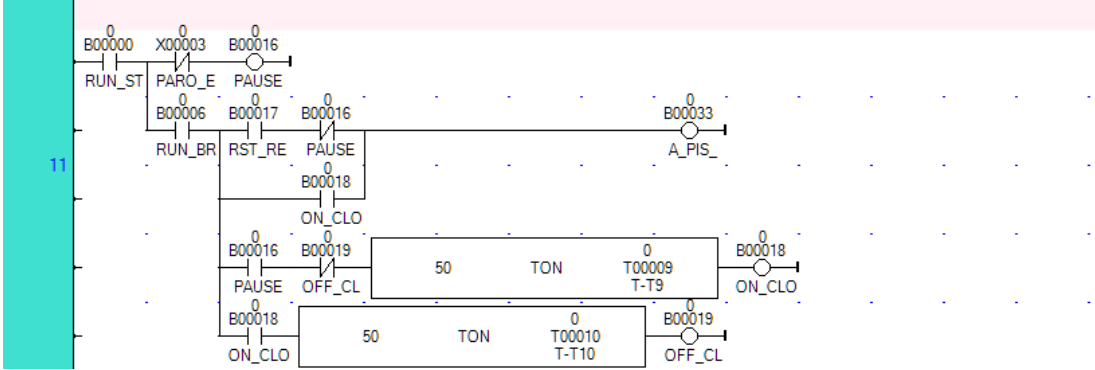 0 0 0
B00000 X00003 B00016
RUN_ST PARO_E PAUSE
0 0 0 0
B00006 B00017 B00016 B00033
RUN_BR RST_RE PAUSE A_PIS_
11
0
B00018
ON_CLO
0 0 0 0
B00016 B00019 50 TON T00009 B00018
PAUSE OFF_CL T-T9 ON_CLO
0 0 0
B00018 50 TON T00010 B00019
ON_CLO T-T10 OFF_CL